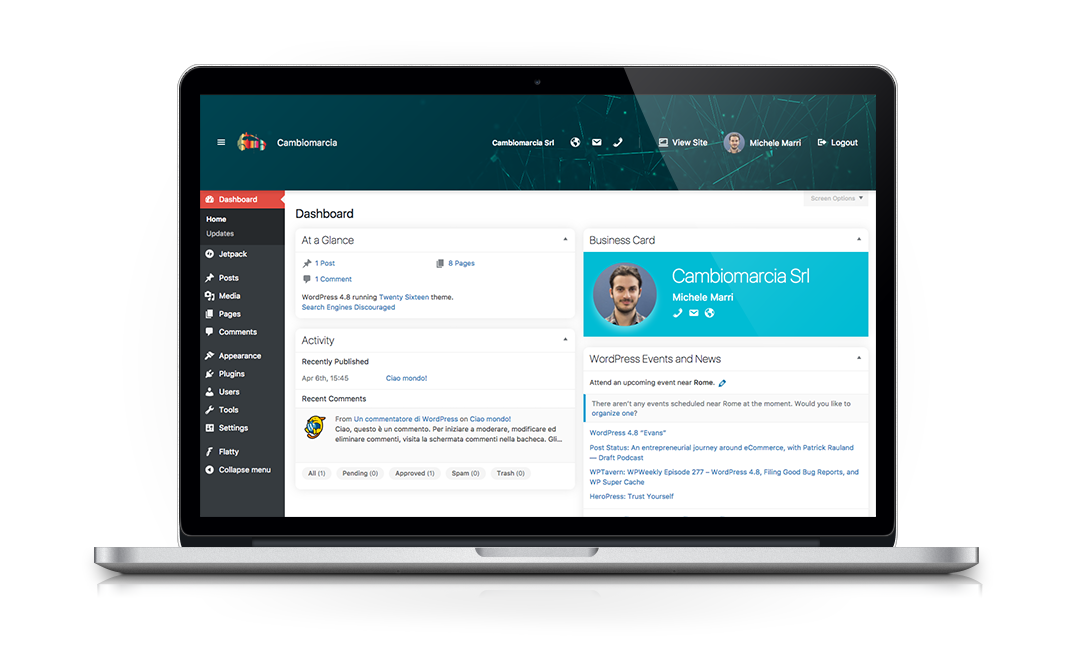 Cambiomarcia
Cambiomarcia Srl
View Site
Michele Marri
Logout
Dashboard
Home
Updates
Jetpack
Posts
Media
Pages
Comments
Appearance
Plugins
Users
Tools
Settings
Flatty
Collapse menu
Screen Options
Dashboard
At a Glance
1 Post
8 Pages
1 Comment
WordPress 4.8 running Twenty Sixteen theme.
Search Engines Discouraged
Activity
Recently Published
Apr 6th, 15:45 Ciao mondo!
Recent Comments
From Un commentatore di WordPress on Ciao mondo!
Ciao, questo è un commento. Per iniziare a moderare, modificare ed
eliminare commenti, visita la schermata commenti nella bacheca. Gli…
All (1) Pending (0) Approved (1) Spam (0) Trash (0)
Business Card
Cambiomarcia Srl
Michele Marri
WordPress Events and News
Attend an upcoming event near Rome.
There aren't any events scheduled near Rome at the moment. Would you like to
organize one?
WordPress 4.8 "Evans"
Post Status: An entrepreneurial journey around eCommerce, with Patrick Rauland
— Draft Podcast
WPTavern: WPWeekly Episode 277 – WordPress 4.8, Filing Good Bug Reports, and
WP Super Cache
HeroPress: Trust Yourself